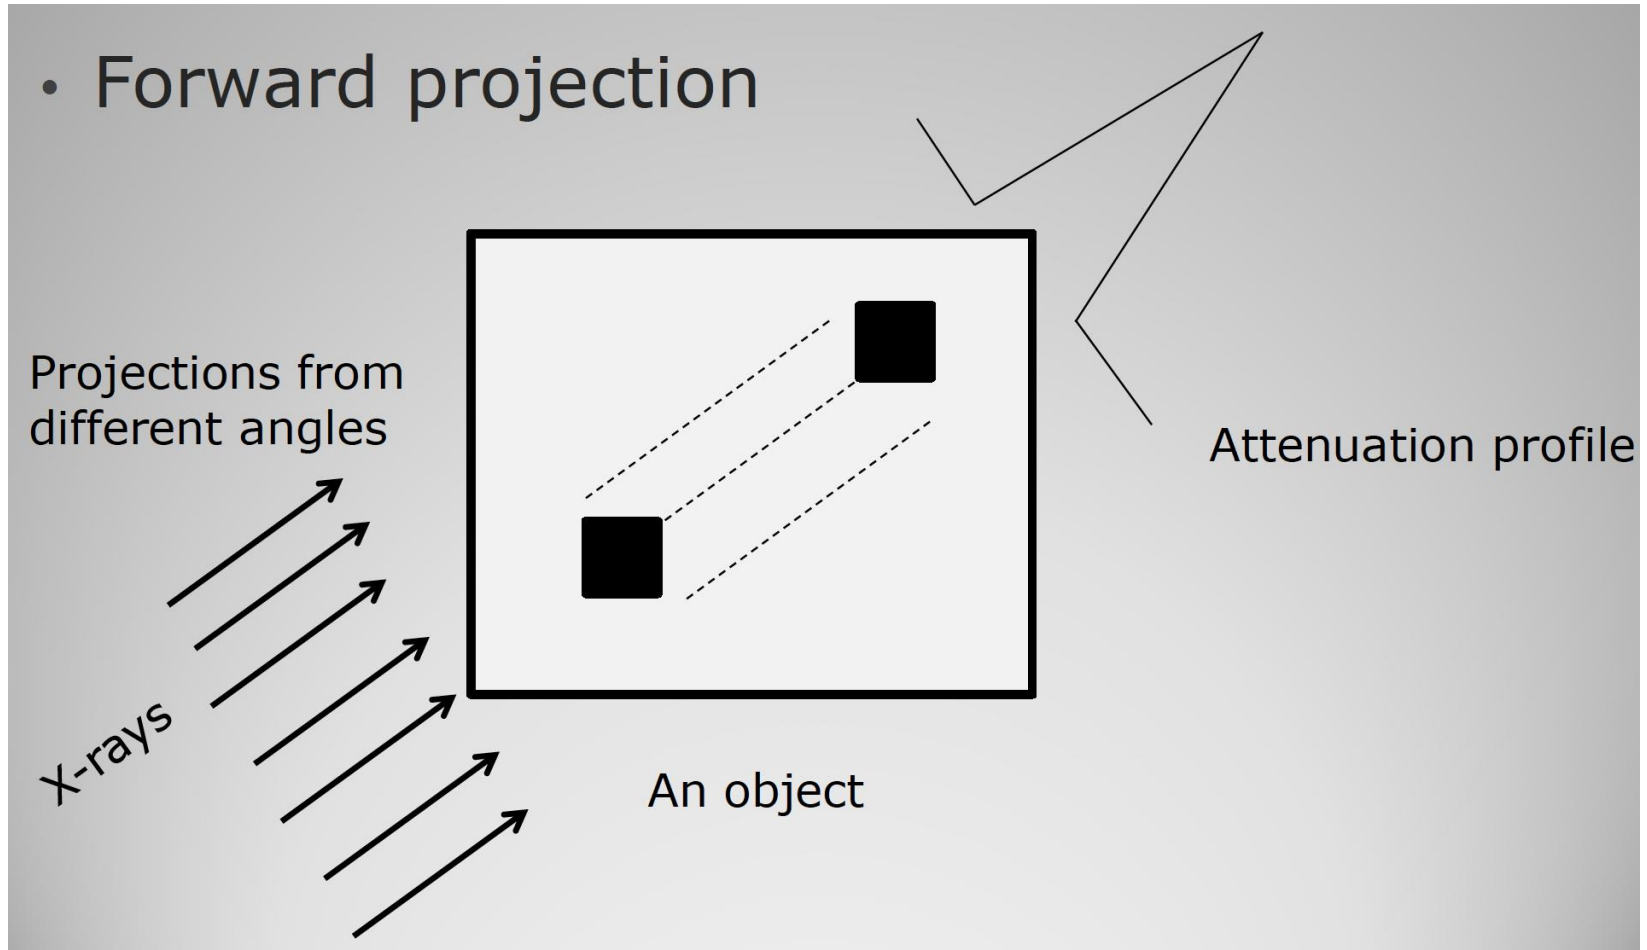 • Forward projection
Projections from
different angles
Attenuation profile
X-rays
An object